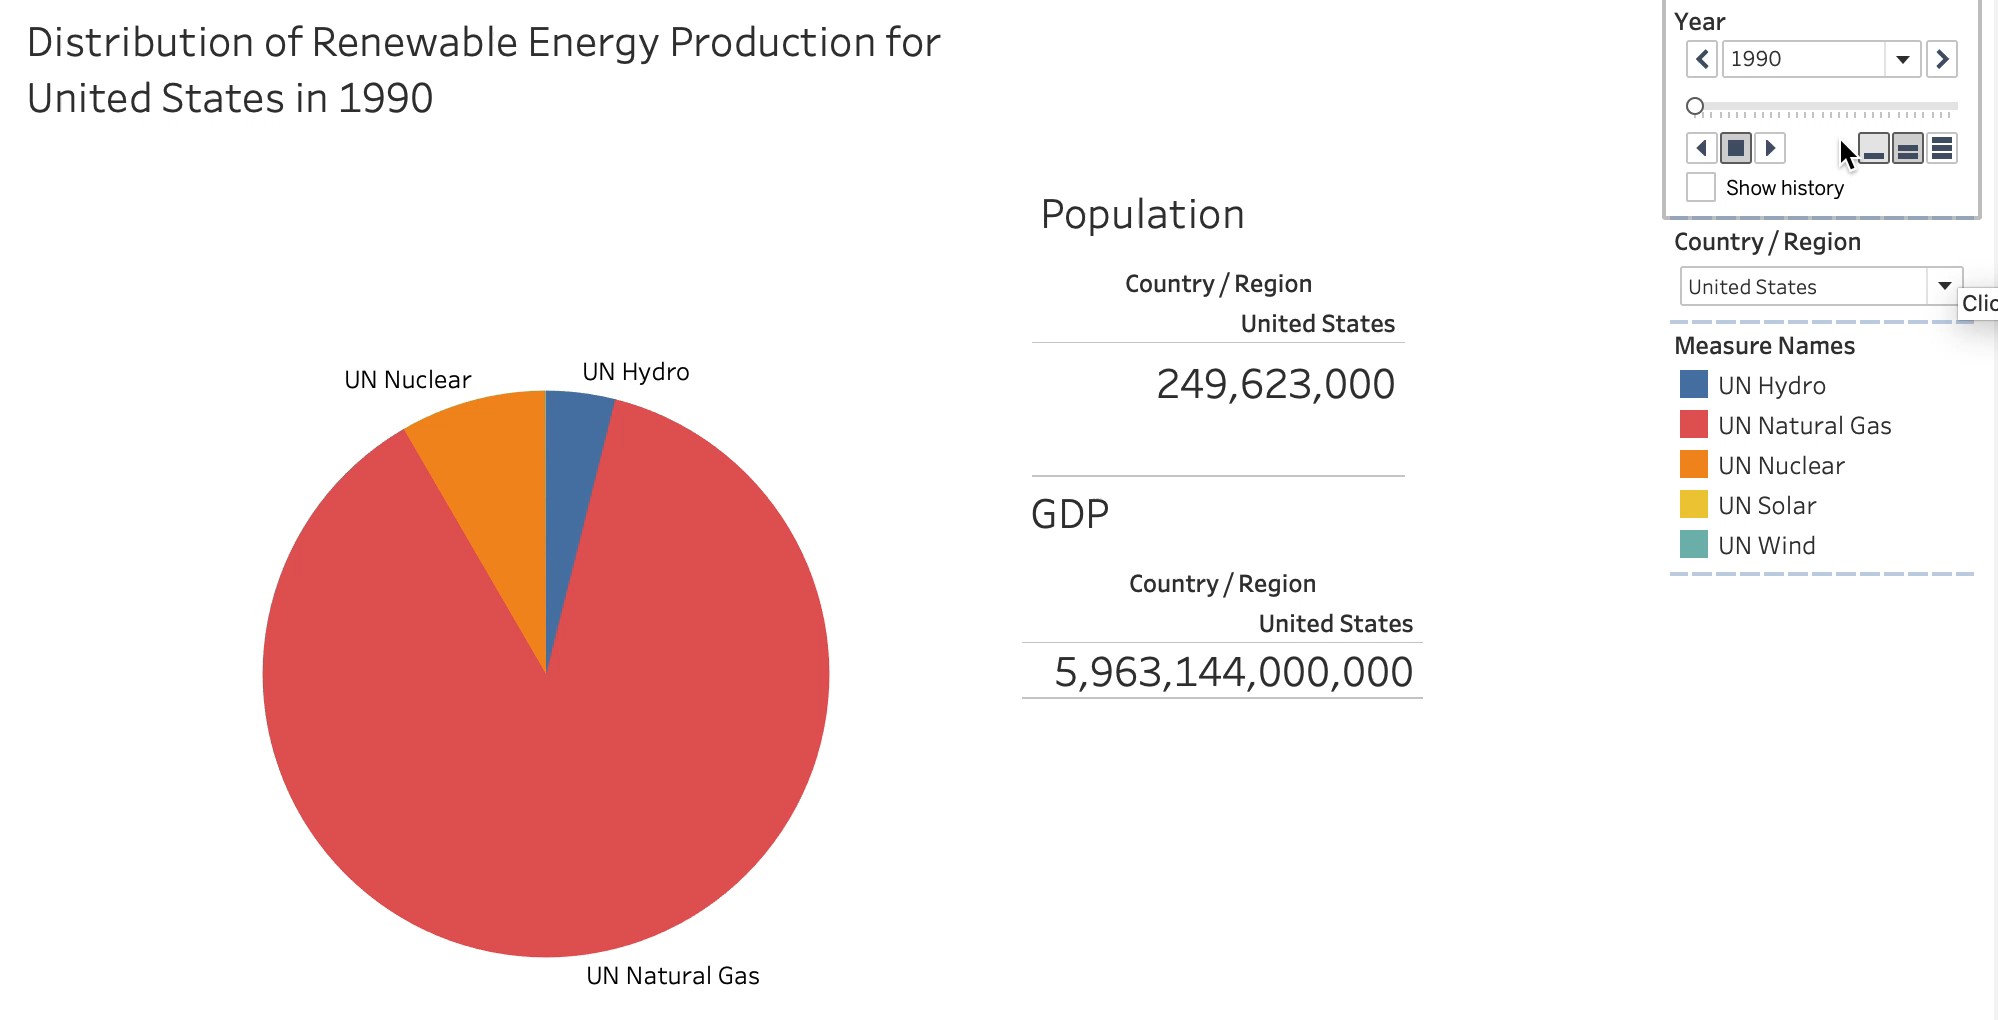 Distribution of Renewable Energy Production for
United States in 1990
Year
1990
Show history
Country / Region
United States
Clic
Measure Names
UN Hydro
UN Natural Gas
UN Nuclear
UN Solar
UN Wind
Population
Country / Region
United States
249,623,000
GDP
Country / Region
United States
5,963,144,000,000
UN Nuclear
UN Hydro
UN Natural Gas